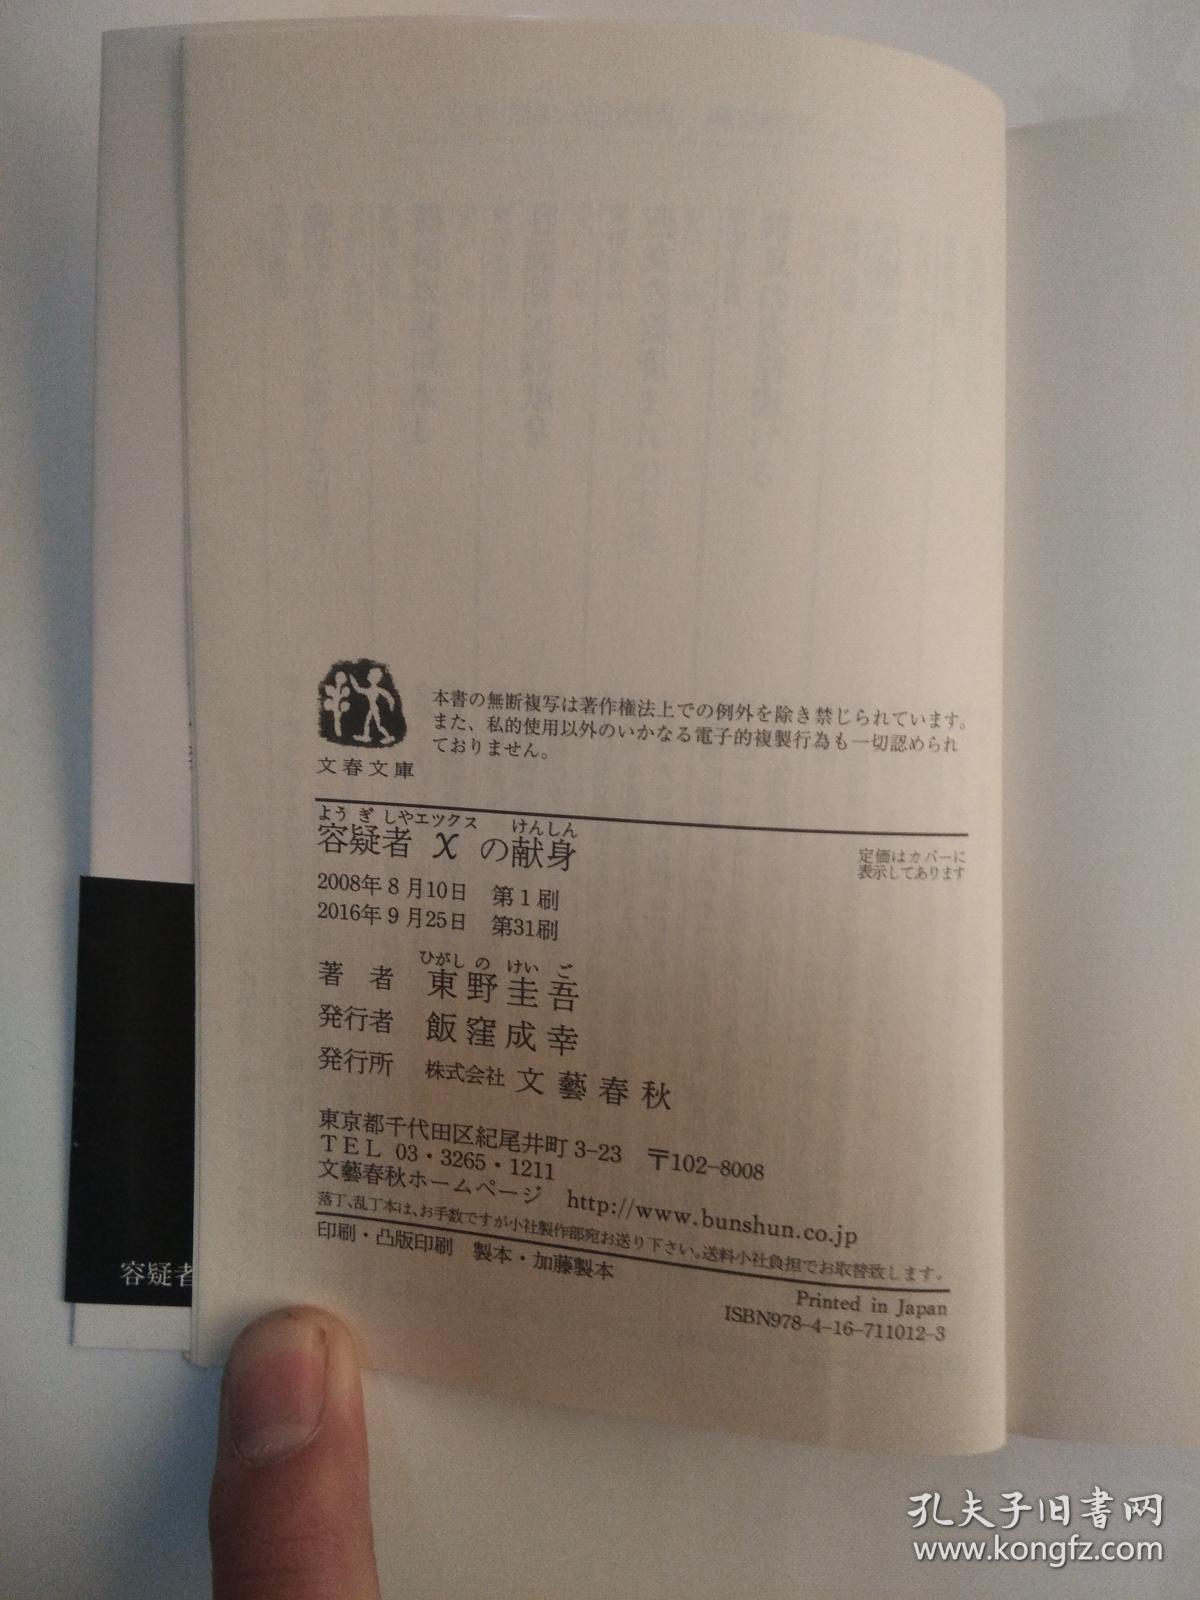 本書の無断複写は著作権法上での例外を除き禁じられています。
また、私的使用以外のいかなる電子的複製行為も一切認められ
ておりません。
文春文庫
よう ぎ しやエツクス けんしん
容疑者χの献身
定価はカバーに
表示してあります
2008年8月10日 第1刷
2016年9月25日 第31刷
ひがし の けい ご
著 者 東野圭吾
発行者 飯窪成幸
発行所 株式会社 文藝春秋
東京都千代田区紀尾井町3-23 〒102-8008
TEL 03・3265・1211
文藝春秋ホームページ http://www.bunshun.co.jp
落丁、乱丁本は、お手数ですが小社製作部宛お送り下さい。送料小社負担でお取替致します。
印刷・凸版印刷 製本・加藤製本
Printed in Japan
ISBN978-4-16-711012-3
容疑者
孔夫子旧书网
www.kongfz.com